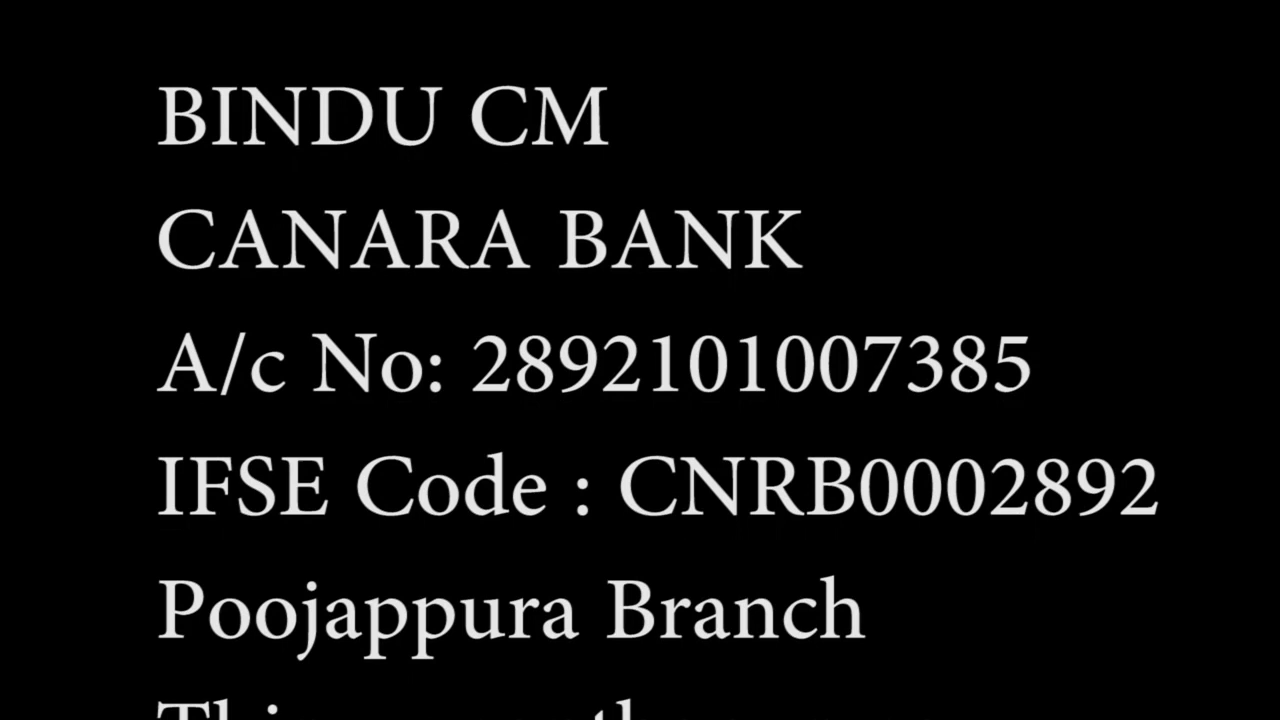 BINDU CM
CANARA BANK
A/c No: 2892101007385
IFSE Code : CNRB0002892
Poojappura Branch